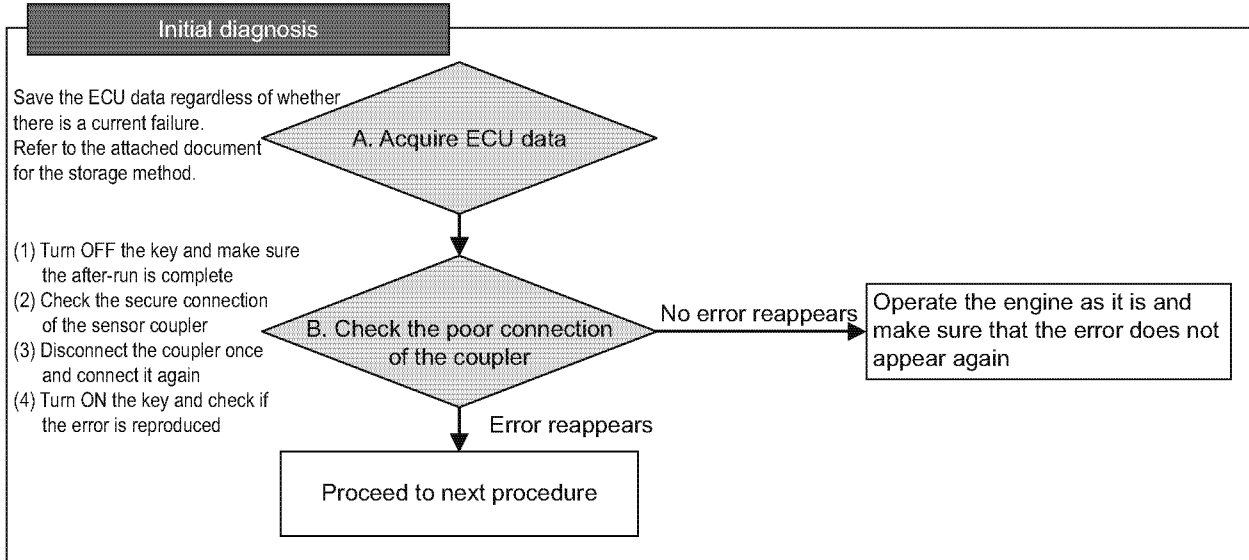 Initial diagnosis
Save the ECU data regardless of whether
there is a current failure.
Refer to the attached document
for the storage method.
A. Acquire ECU data
(1) Turn OFF the key and make sure
the after-run is complete
(2) Check the secure connection
of the sensor coupler
(3) Disconnect the coupler once
and connect it again
(4) Turn ON the key and check if
the error is reproduced
B. Check the poor connection
of the coupler
No error reappears
Operate the engine as it is and
make sure that the error does not
appear again
Error reappears
Proceed to next procedure